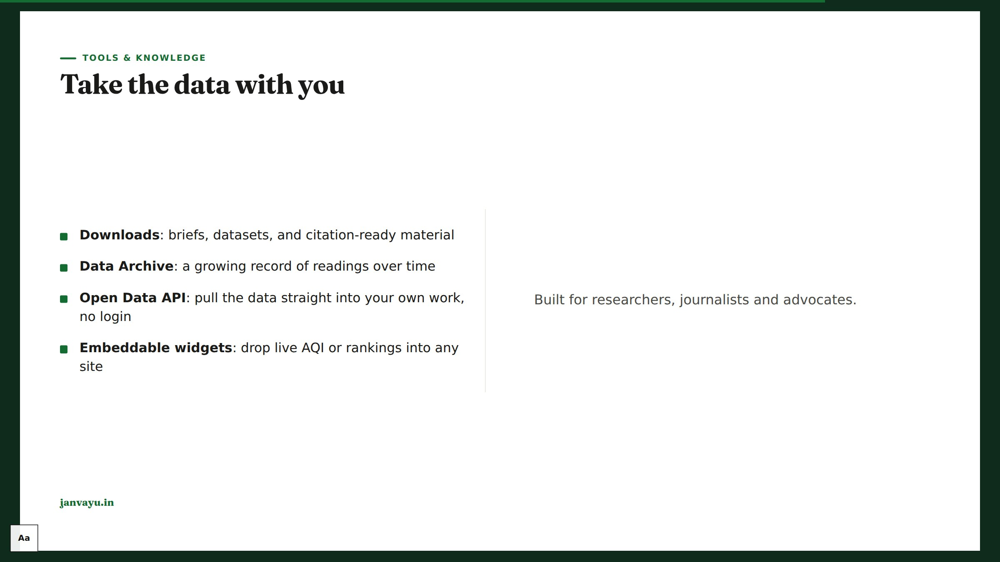 TOOLS & KNOWLEDGE
Take the data with you
Downloads: briefs, datasets, and citation-ready material
Data Archive: a growing record of readings over time
Open Data API: pull the data straight into your own work,
no login
Embeddable widgets: drop live AQI or rankings into any
site
Built for researchers, journalists and advocates.
janvayu.in
Aa